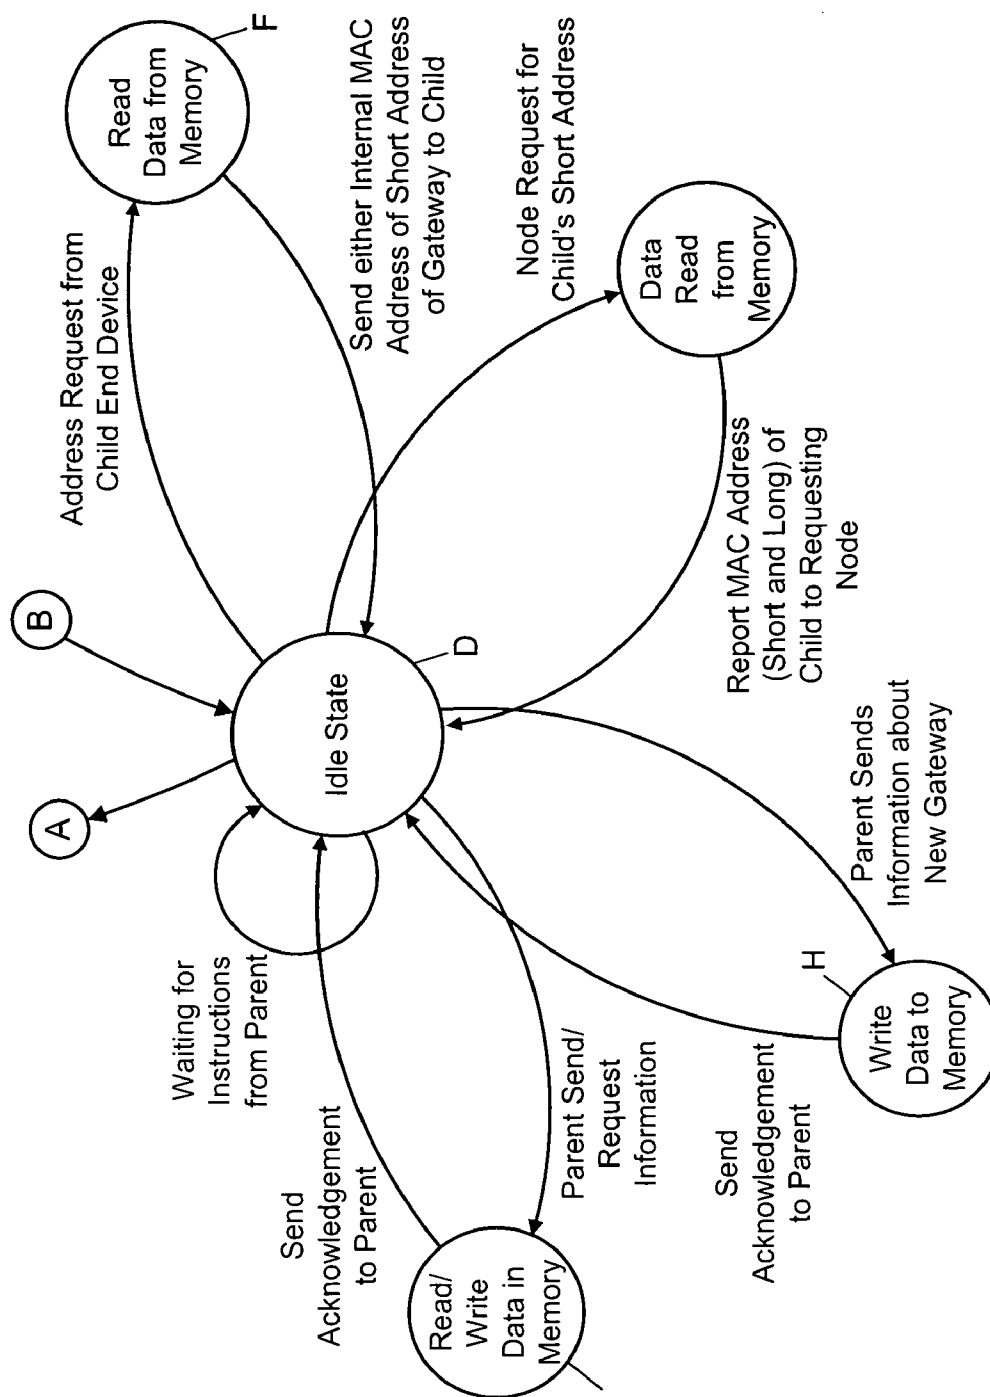 Read/
Write
Data in
Memory
Send
Acknowledgement
to Parent
Parent Send/
Request
Information
Waiting for
Instructions
from Parent
A
B
Idle State
D
Address Request from
Child End Device
Read
Data from
Memory
F
Send either Internal MAC
Address of Short Address
of Gateway to Child
Node Request for
Child's Short Address
Data
Read
from
Memory
Report MAC Address
(Short and Long) of
Child to Requesting
Node
Parent Sends
Information about
New Gateway
H
Write
Data to
Memory
Send
Acknowledgement
to Parent